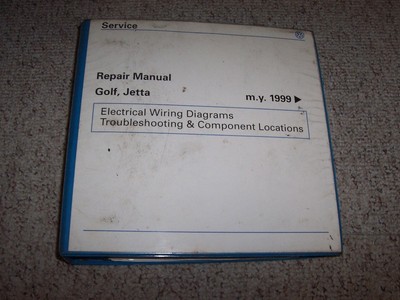 Service
Repair Manual
Golf, Jetta
m.y. 1999 ▶
Electrical Wiring Diagrams
Troubleshooting & Component Locations